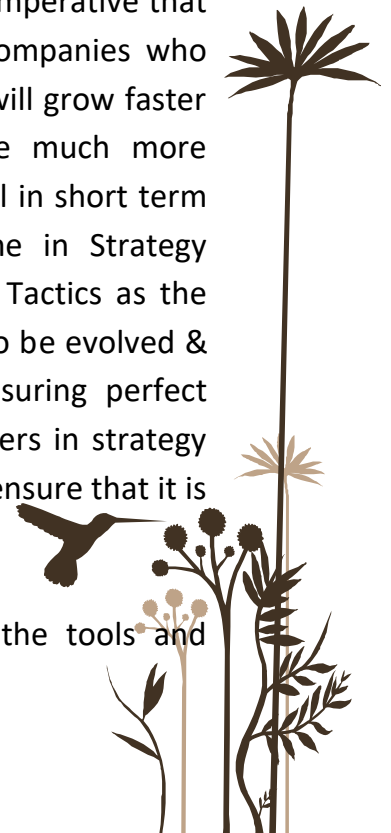 mperative that
ompanies who
will grow faster
e much more
l in short term
ne in Strategy
Tactics as the
o be evolved &
suring perfect
ers in strategy
ensure that it is
the tools and